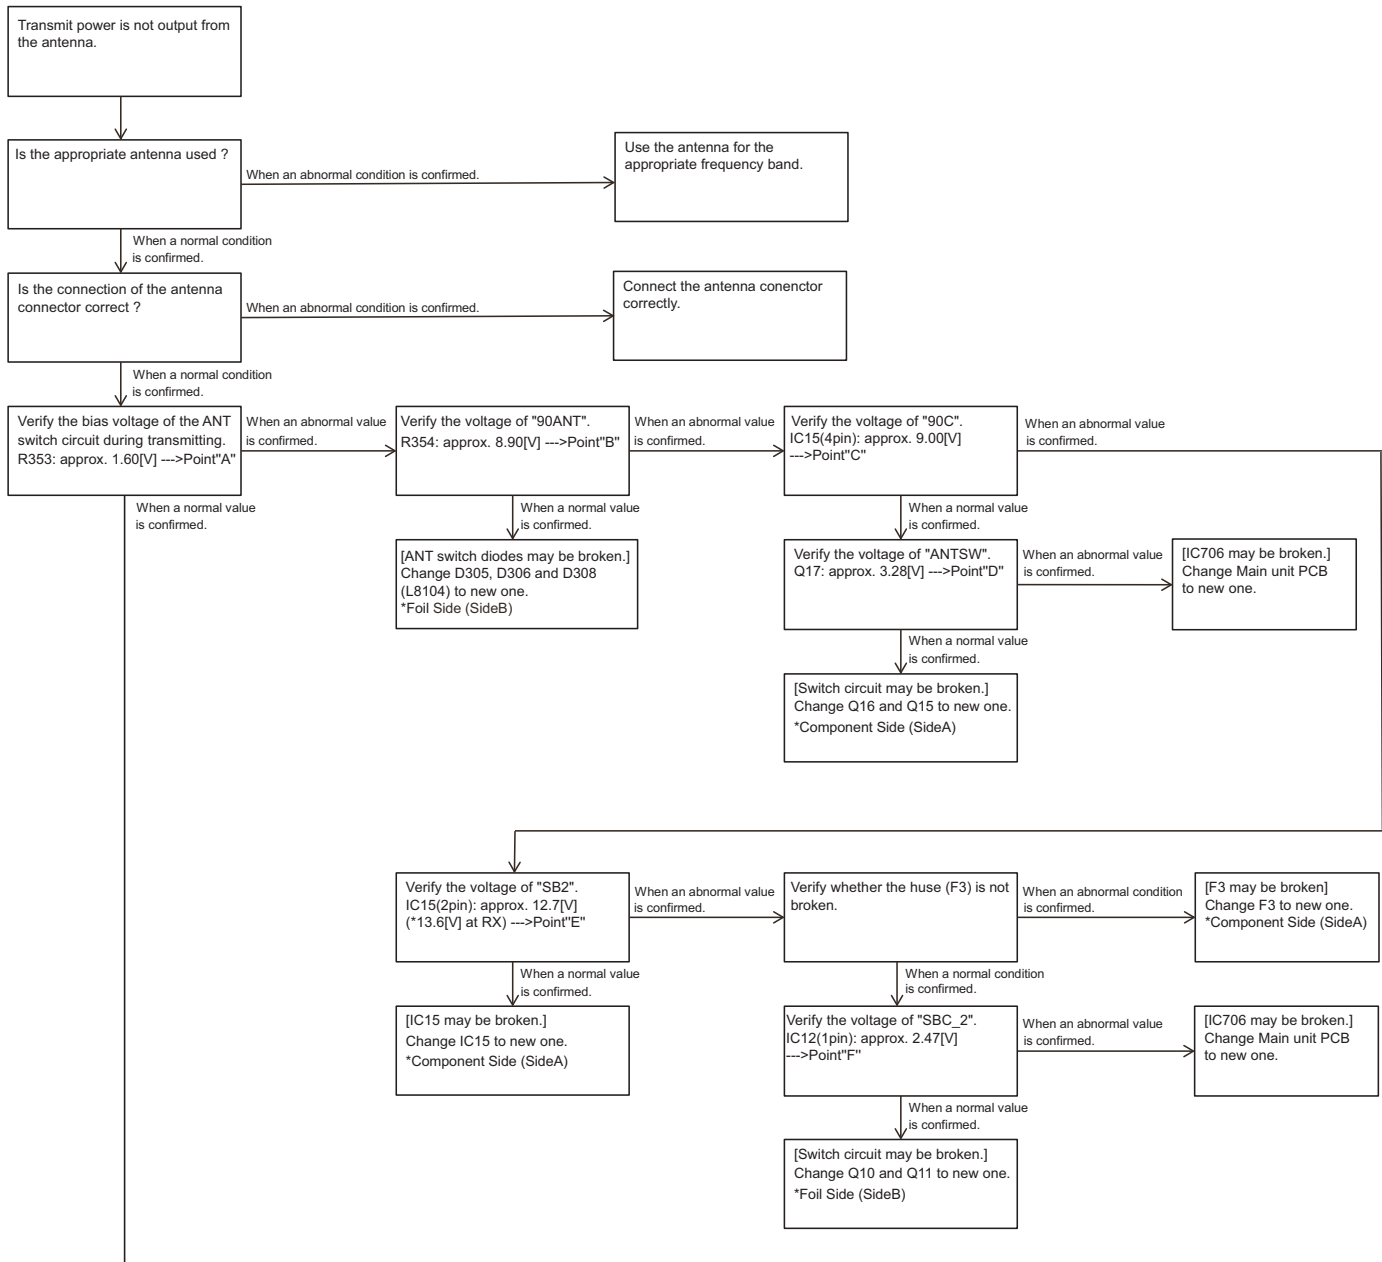 Transmit power is not output from
the antenna.
Is the appropriate antenna used ?
When an abnormal condition is confirmed.
Use the antenna for the
appropriate frequency band.
When a normal condition
is confirmed.
Is the connection of the antenna
connector correct ?
When an abnormal condition is confirmed.
Connect the antenna conenctor
correctly.
When a normal condition
is confirmed.
Verify the bias voltage of the ANT
switch circuit during transmitting.
R353: approx. 1.60[V] --->Point"A"
When an abnormal value
is confirmed.
Verify the voltage of "90ANT".
R354: approx. 8.90[V] --->Point"B"
When an abnormal value
is confirmed.
Verify the voltage of "90C".
IC15(4pin): approx. 9.00[V]
--->Point"C"
When an abnormal value
is confirmed.
When a normal value
is confirmed.
When a normal value
is confirmed.
When a normal value
is confirmed.
[ANT switch diodes may be broken.]
Change D305, D306 and D308
(L8104) to new one.
*Foil Side (SideB)
Verify the voltage of "ANTSW".
Q17: approx. 3.28[V] --->Point"D"
When an abnormal value
is confirmed.
[IC706 may be broken.]
Change Main unit PCB
to new one.
When a normal value
is confirmed.
[Switch circuit may be broken.]
Change Q16 and Q15 to new one.
*Component Side (SideA)
Verify the voltage of "SB2".
IC15(2pin): approx. 12.7[V]
(*13.6[V] at RX) --->Point"E"
When an abnormal value
is confirmed.
Verify whether the huse (F3) is not
broken.
When an abnormal condition
is confirmed.
[F3 may be broken]
Change F3 to new one.
*Component Side (SideA)
When a normal value
is confirmed.
When a normal condition
is confirmed.
[IC15 may be broken.]
Change IC15 to new one.
*Component Side (SideA)
Verify the voltage of "SBC_2".
IC12(1pin): approx. 2.47[V]
--->Point"F"
When an abnormal value
is confirmed.
[IC706 may be broken.]
Change Main unit PCB
to new one.
When a normal value
is confirmed.
[Switch circuit may be broken.]
Change Q10 and Q11 to new one.
*Foil Side (SideB)